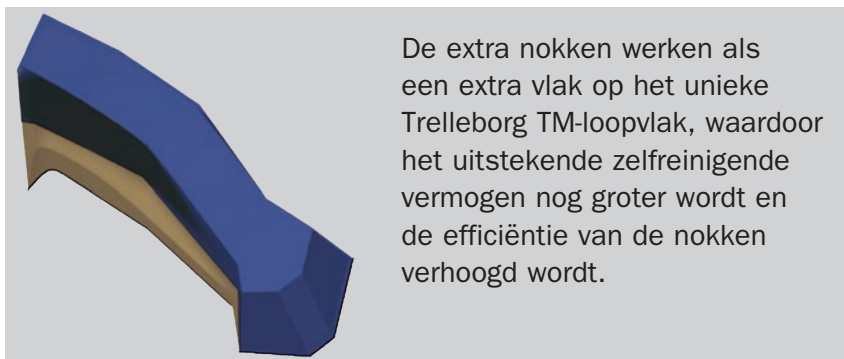 De extra nokken werken als
een extra vlak op het unieke
Trelleborg TM-loopvlak, waardoor
het uitstekende zelfreinigende
vermogen nog groter wordt en
de efficiëntie van de nokken
verhoogd wordt.